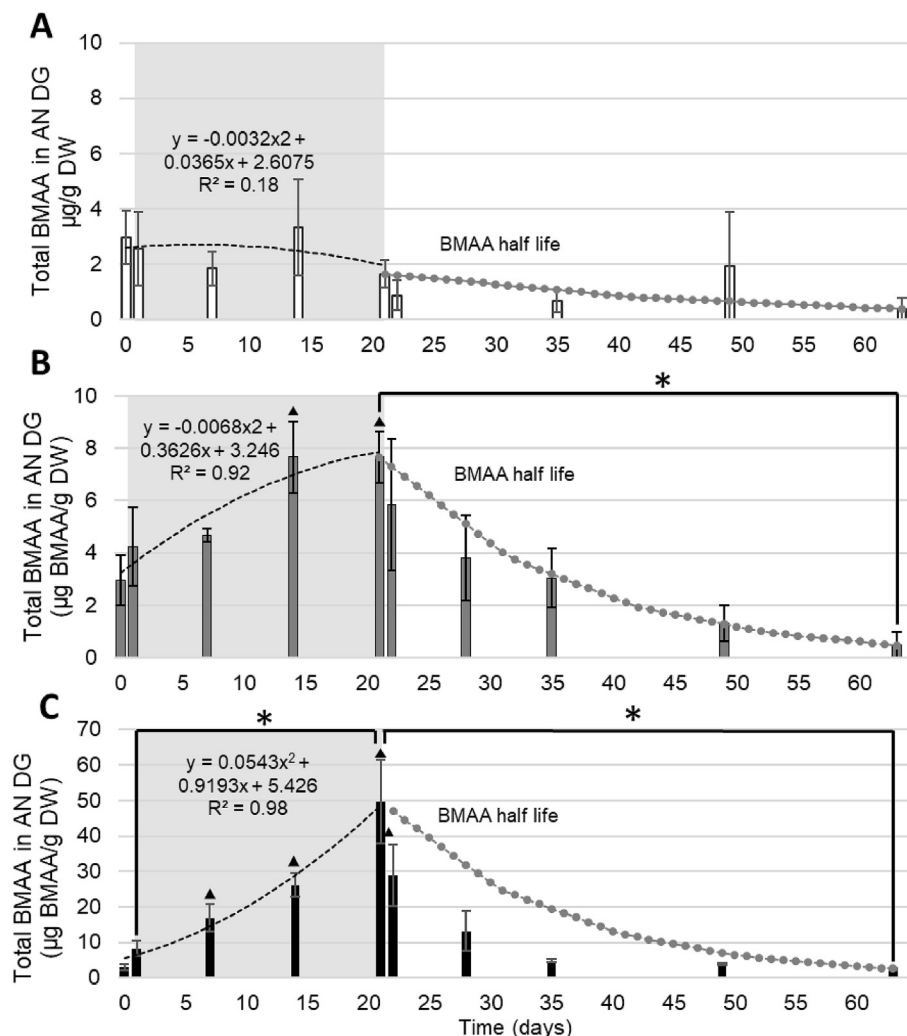 A
10
8
6
4
2
0
Total BMAA in AN DG
µg/g DW
y = -0.0032x2 +
0.0365x + 2.6075
R² = 0.18
BMAA half life
0 5 10 15 20 25 30 35 40 45 50 55 60
B
10
8
6
4
2
0
Total BMAA in AN DG
(µg BMAA/g DW)
y = -0.0068x2 +
0.3626x + 3.246
R² = 0.92
BMAA half life
*
0 5 10 15 20 25 30 35 40 45 50 55 60
C
70
60
50
40
30
20
10
0
Total BMAA in AN DG
(µg BMAA/g DW)
* *
y = 0.0543x² +
0.9193x + 5.426
R² = 0.98
BMAA half life
0 5 10 15 20 25 30 35 40 45 50 55 60
Time (days)